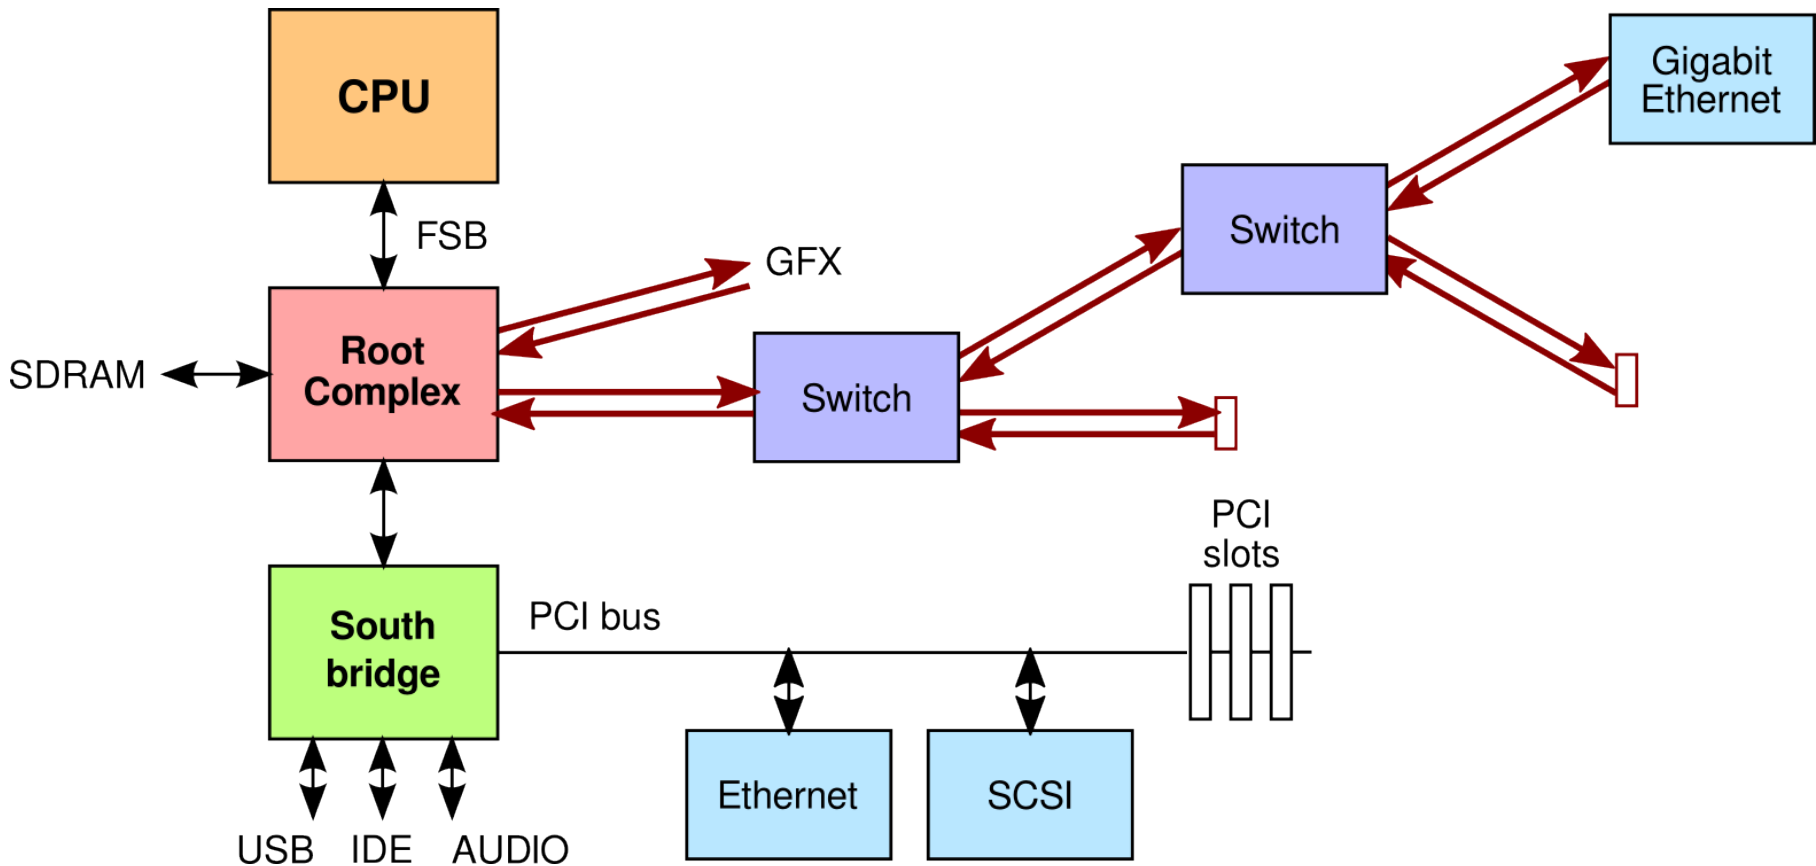 CPU
Gigabit
Ethernet
FSB
Switch
GFX
Root
Complex
SDRAM
Switch
PCI
slots
South
bridge
PCI bus
Ethernet
SCSI
USB
IDE
AUDIO